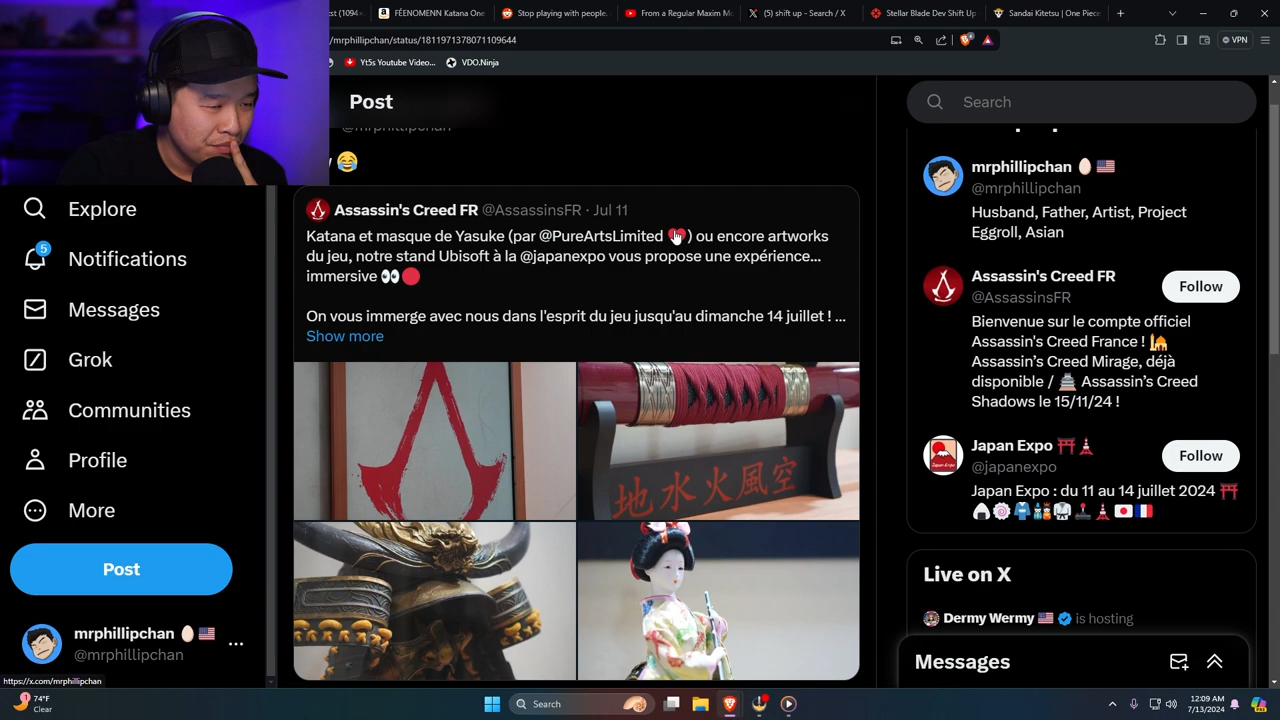 st (1094
FÉENOMENN Katana One
Stop playing with people.
From a Regular Maxim M
(5) shift up - Search / X
Stellar Blade Dev Shift Up
Sandai Kitetsu | One Piece
/mrphillipchan/status/1811971378071109644
VPN
Yt5s Youtube Video...
VDO.Ninja
Post
Search
@mrphillipchan
😂
Explore
5
Notifications
Messages
Grok
Communities
Profile
More
Post
mrphillipchan 🥚 🇺🇸
@mrphillipchan
https://x.com/mrphillipchan
Assassin's Creed FR @AssassinsFR · Jul 11
Katana et masque de Yasuke (par @PureArtsLimited ) ou encore artworks
du jeu, notre stand Ubisoft à la @japanexpo vous propose une expérience...
immersive 👀🔴
On vous immerge avec nous dans l'esprit du jeu jusqu'au dimanche 14 juillet ! ...
Show more
地水火風空
mrphillipchan 🥚 🇺🇸
@mrphillipchan
Husband, Father, Artist, Project
Eggroll, Asian
Assassin's Creed FR
Follow
@AssassinsFR
Bienvenue sur le compte officiel
Assassin's Creed France ! 🕌
Assassin's Creed Mirage, déjà
disponible / 🏯 Assassin's Creed
Shadows le 15/11/24 !
Japan Expo ⛩️🗼
Follow
@japanexpo
Japan Expo : du 11 au 14 juillet 2024 ⛩️
🍙🍥👘🎎🥋🕹️🗼🇯🇵🇫🇷
Live on X
Dermy Wermy 🇺🇸 is hosting
Messages
74°F
Clear
Search
12:09 AM
7/13/2024